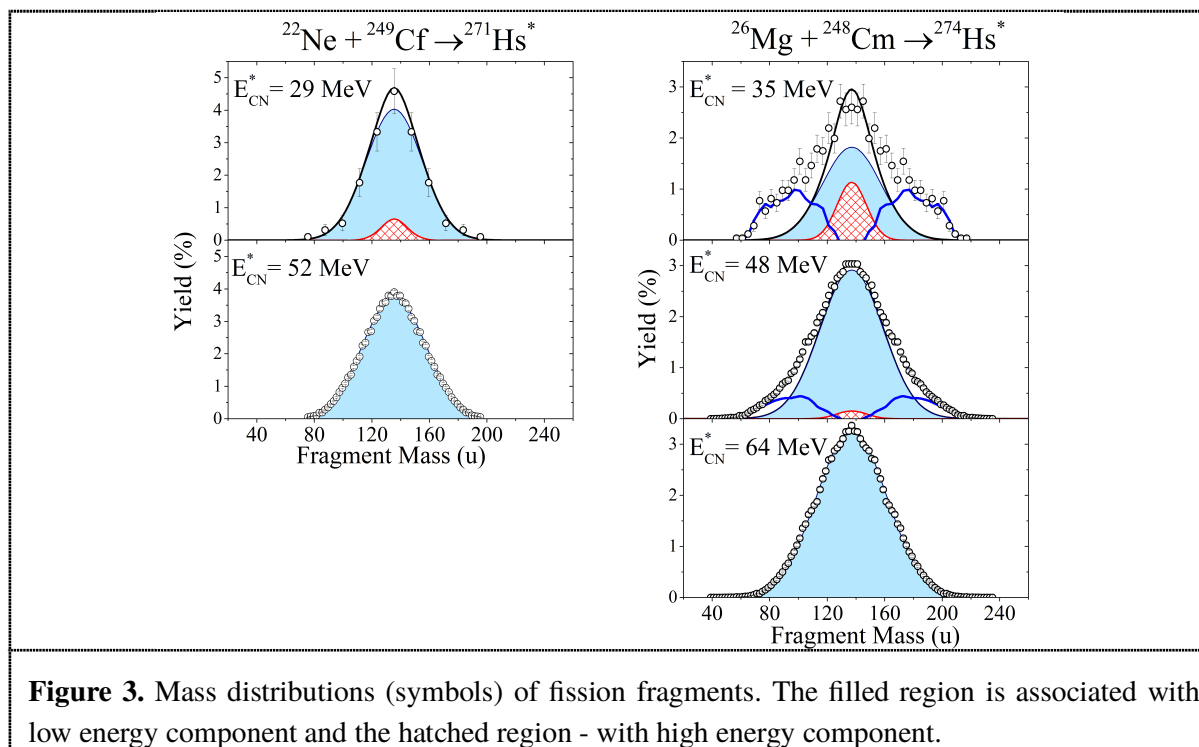 ²²Ne + ²⁴⁹Cf → ²⁷¹Hs*
E*CN = 29 MeV
5
4
3
2
1
0
E*CN = 52 MeV
5
4
3
2
1
0
Yield (%)
40 80 120 160 200 240
Fragment Mass (u)
²⁶Mg + ²⁴⁸Cm → ²⁷⁴Hs*
E*CN = 35 MeV
3
2
1
0
E*CN = 48 MeV
3
2
1
0
Yield (%)
E*CN = 64 MeV
3
2
1
0
40 80 120 160 200 240
Fragment Mass (u)
Figure 3. Mass distributions (symbols) of fission fragments. The filled region is associated with
low energy component and the hatched region - with high energy component.